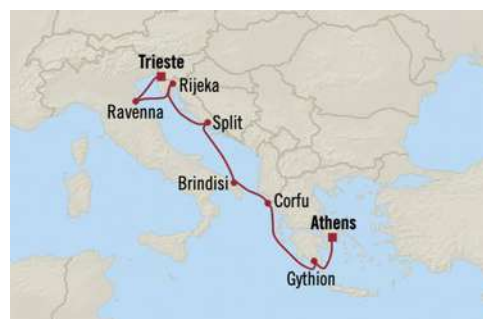 Trieste
Rijeka
Ravenna
Split
Brindisi
Corfu
Athens
Gythion